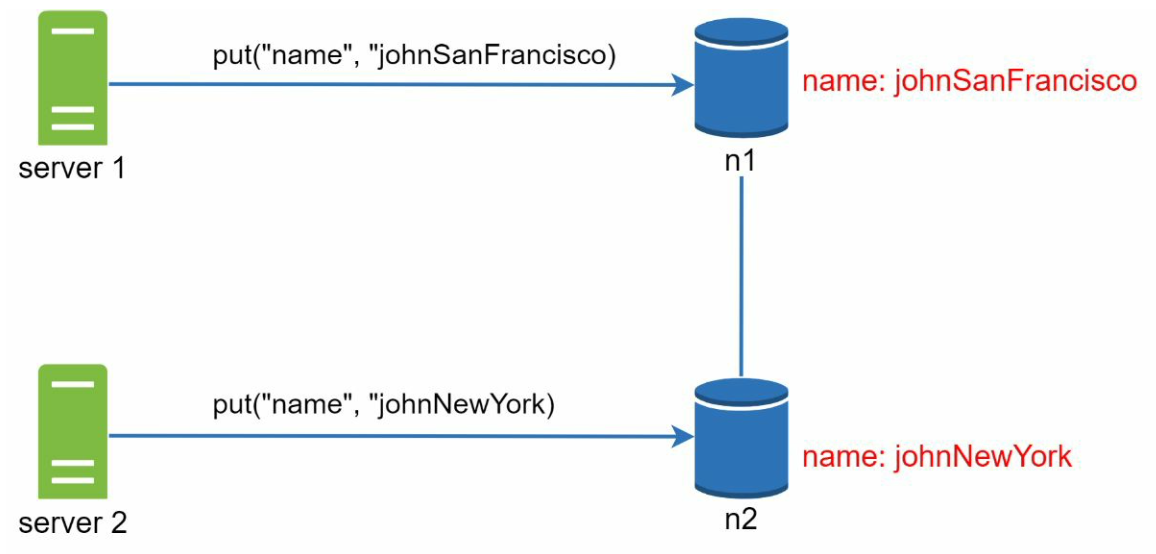 put("name", "johnSanFrancisco)
name: johnSanFrancisco
server 1
n1
put("name", "johnNewYork)
name: johnNewYork
server 2
n2